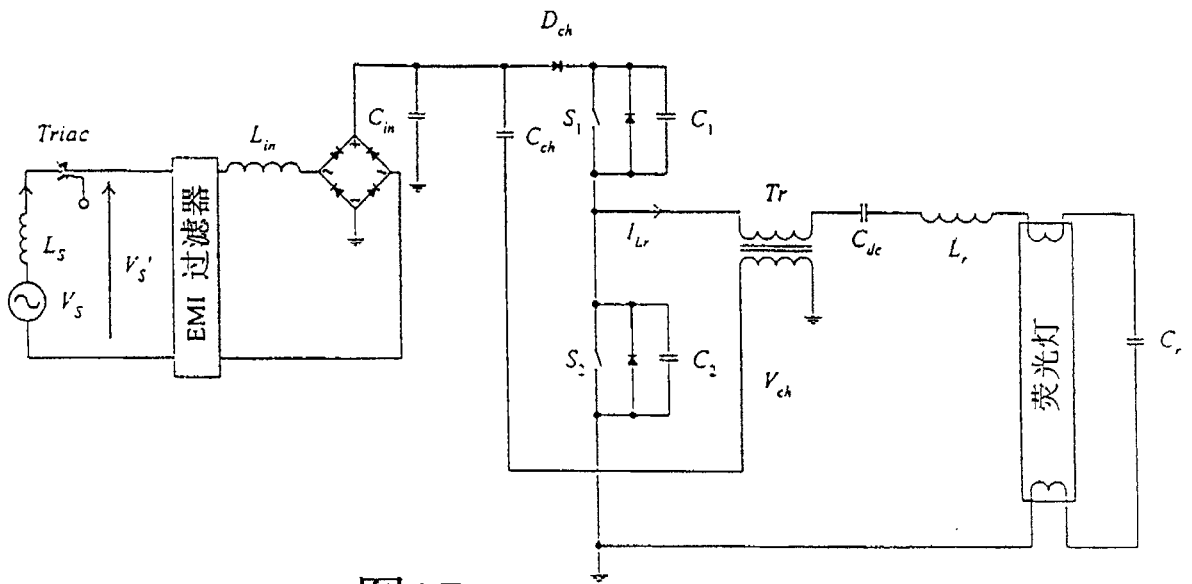 D_ch
Triac
L_in
C_in
C_ch
S_1
C_1
L_S
V_S'
V_S
EMI 过滤器
I_Lr
Tr
C_dc
L_r
S_2
C_2
V_ch
荧光灯
C_r